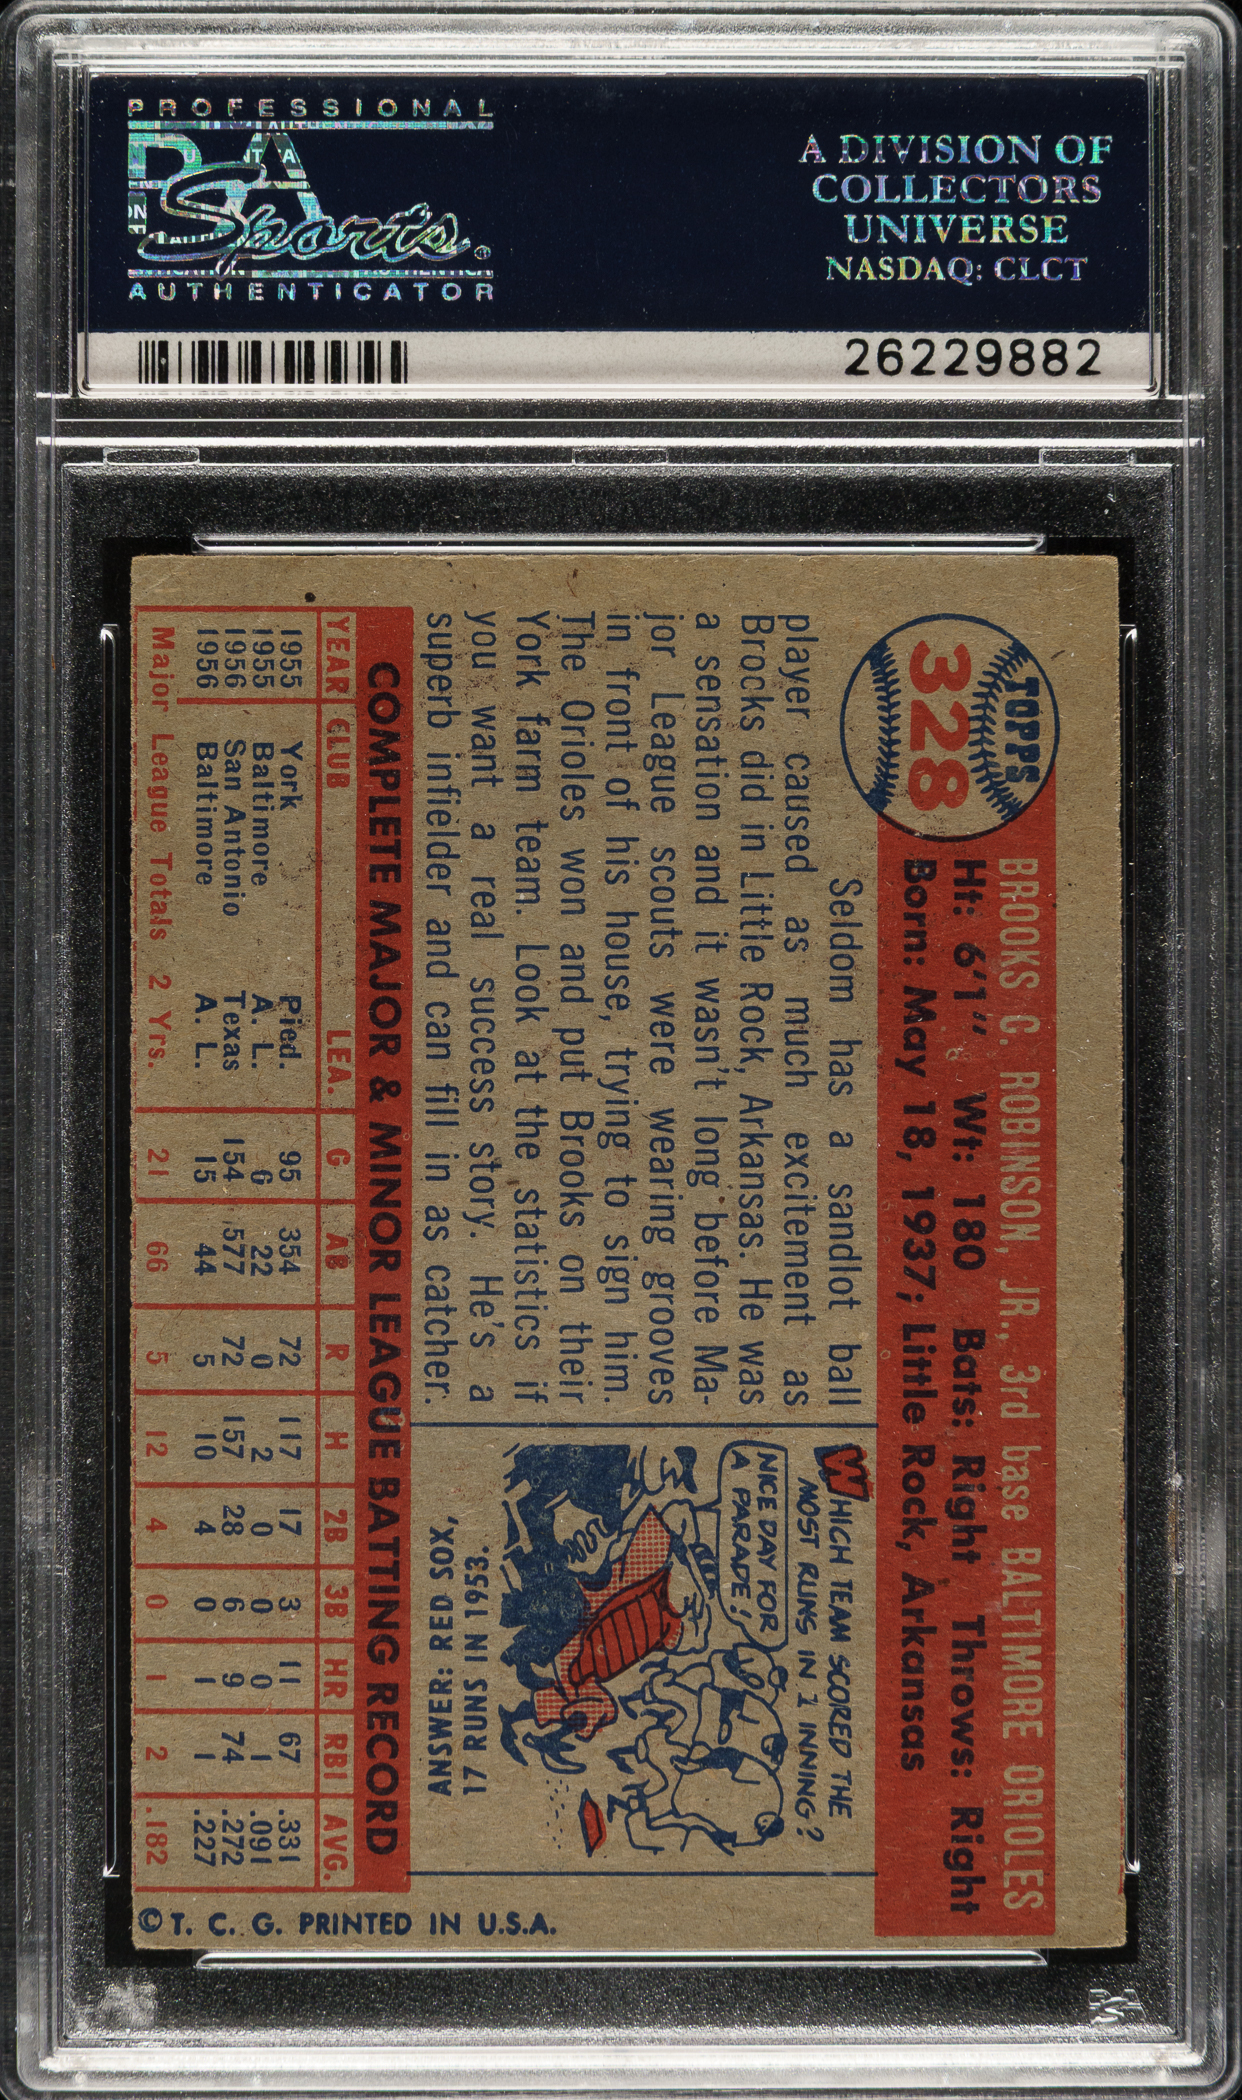 PROFESSIONAL
PSA
Sports
AUTHENTICATOR
A DIVISION OF
COLLECTORS
UNIVERSE
NASDAQ: CLCT
26229882
TOPPS
328
BROOKS C. ROBINSON, JR., 3rd base BALTIMORE ORIOLES
Ht: 6'1" Wt: 180 Bats: Right Throws: Right
Born: May 18, 1937; Little Rock, Arkansas
Seldom has a sandlot ball
player caused as much excitement as
Brooks did in Little Rock, Arkansas. He was
a sensation and it wasn't long before Ma-
jor League scouts were wearing grooves
in front of his house, trying to sign him.
The Orioles won and put Brooks on their
York farm team. Look at the statistics if
you want a real success story. He's a
superb infielder and can fill in as catcher.
WHICH TEAM SCORED THE
MOST RUNS IN 1 INNING?
NICE DAY FOR
A PARADE!
ANSWER: RED SOX,
17 RUNS IN 1953.
COMPLETE MAJOR & MINOR LEAGUE BATTING RECORD
YEAR CLUB LEA. G AB R H 2B 3B HR RBI AVG.
1955 York Pied. 95 354 72 117 17 3 11 67 .331
1955 Baltimore A. L. 6 22 0 2 0 0 0 1 .091
1956 San Antonio Texas 154 577 72 157 28 6 9 74 .272
1956 Baltimore A. L. 15 44 5 10 4 0 1 1 .227
Major League Totals 2 Yrs. 21 66 5 12 4 0 1 2 .182
© T. C. G. PRINTED IN U.S.A.
PSA